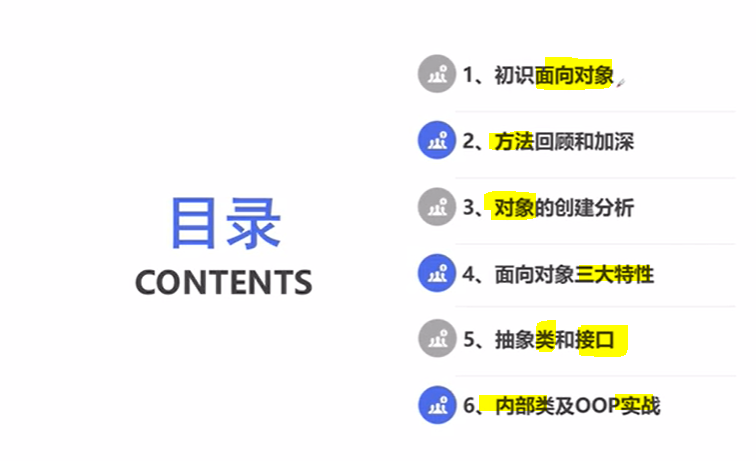 目录
CONTENTS
1、初识面向对象
2、方法回顾和加深
3、对象的创建分析
4、面向对象三大特性
5、抽象类和接口
6、内部类及OOP实战